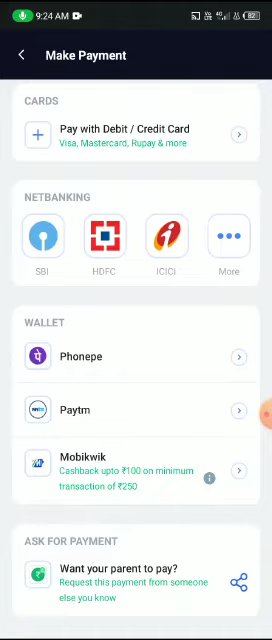 9:24 AM
4G
82
Make Payment
CARDS
Pay with Debit / Credit Card
Visa, Mastercard, Rupay & more
NETBANKING
SBI
HDFC
ICICi
More
WALLET
Phonepe
Paytm
Mobikwik
Cashback upto ₹100 on minimum
transaction of ₹250
ASK FOR PAYMENT
Want your parent to pay?
Request this payment from someone
else you know